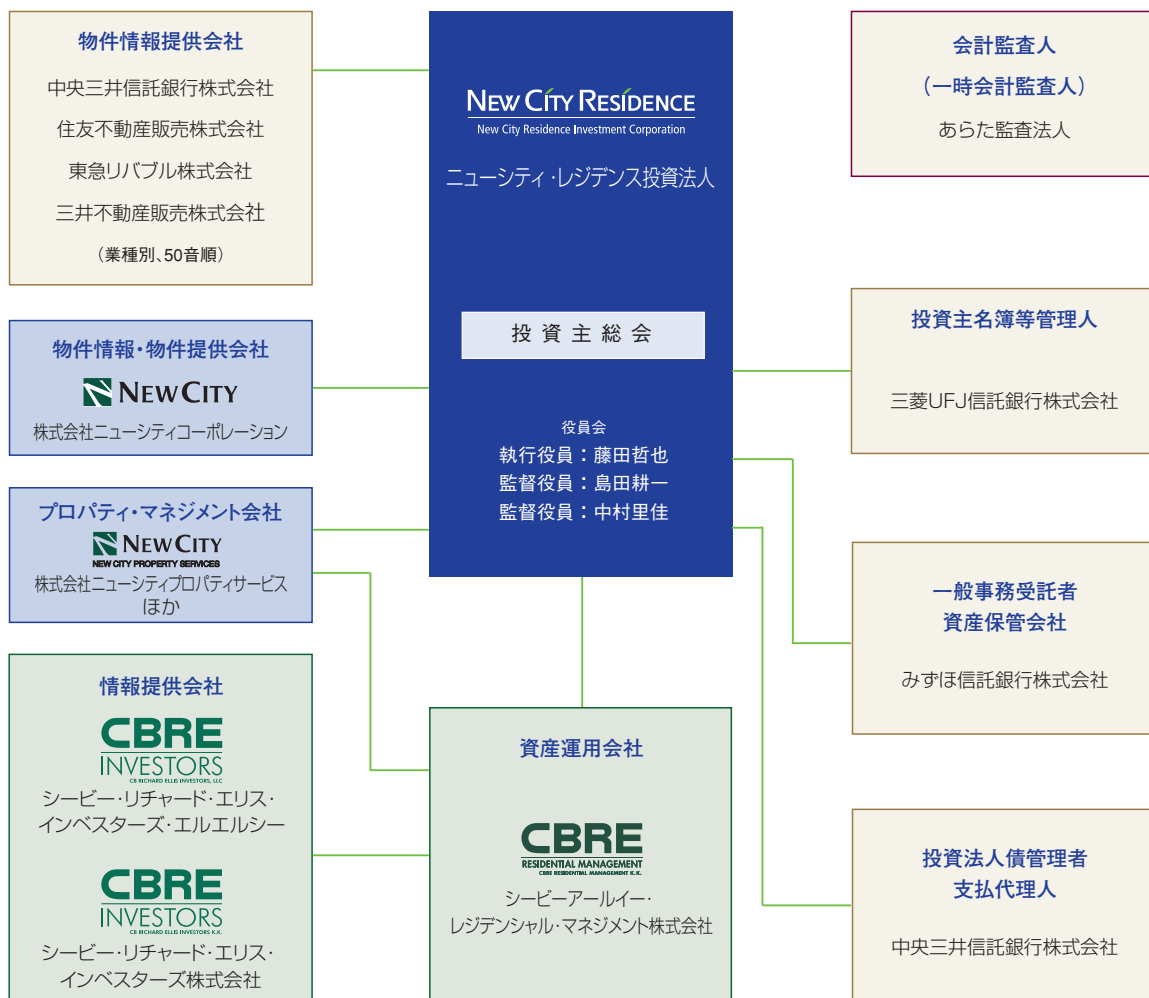 物件情報提供会社
中央三井信託銀行株式会社
住友不動産販売株式会社
東急リバブル株式会社
三井不動産販売株式会社
（業種別、50音順）
物件情報・物件提供会社
NEW CITY
株式会社ニューシティコーポレーション
プロパティ・マネジメント会社
NEW CITY
NEW CITY PROPERTY SERVICES
株式会社ニューシティプロパティサービス
ほか
情報提供会社
CBRE
INVESTORS
CB RICHARD ELLIS INVESTORS, LLC
シービー・リチャード・エリス・
インベスターズ・エルエルシー
CBRE
INVESTORS
CB RICHARD ELLIS INVESTORS K.K.
シービー・リチャード・エリス・
インベスターズ株式会社
NEW CITY RESIDENCE
New City Residence Investment Corporation
ニューシティ・レジデンス投資法人
投資主総会
役員会
執行役員：藤田哲也
監督役員：島田耕一
監督役員：中村里佳
資産運用会社
CBRE
RESIDENTIAL MANAGEMENT
CBRE RESIDENTIAL MANAGEMENT K.K.
シービーアールイー・
レジデンシャル・マネジメント株式会社
会計監査人
（一時会計監査人）
あらた監査法人
投資主名簿等管理人
三菱UFJ信託銀行株式会社
一般事務受託者
資産保管会社
みずほ信託銀行株式会社
投資法人債管理者
支払代理人
中央三井信託銀行株式会社